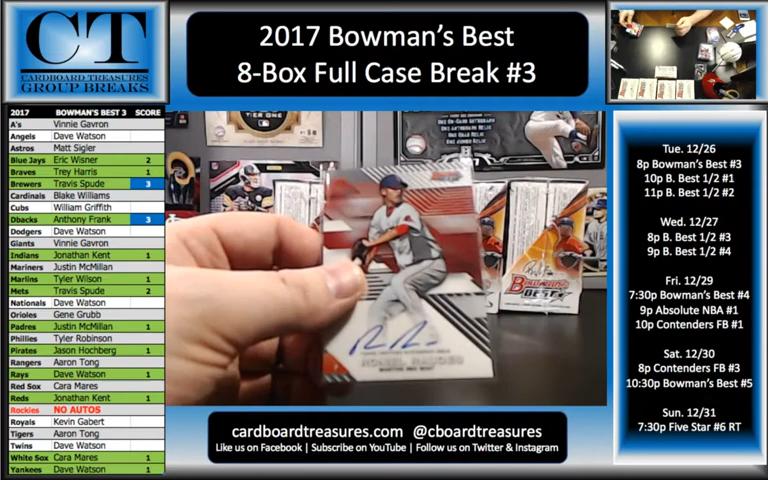 CT
CARDBOARD TREASURES
GROUP BREAKS
2017 Bowman's Best
8-Box Full Case Break #3
2017 BOWMAN'S BEST 3 SCORE
A's Vinnie Gavron
Angels Dave Watson
Astros Matt Sigler
Blue Jays Eric Wisner 2
Braves Trey Harris 1
Brewers Travis Spude 3
Cardinals Blake Williams
Cubs William Griffith
Dbacks Anthony Frank 3
Dodgers Dave Watson
Giants Vinnie Gavron
Indians Jonathan Kent 1
Mariners Justin McMillan
Marlins Tyler Wilson 1
Mets Travis Spude 2
Nationals Dave Watson
Orioles Gene Grubb
Padres Justin McMillan 1
Phillies Tyler Robinson
Pirates Jason Hochberg 1
Rangers Aaron Tong
Rays Dave Watson 1
Red Sox Cara Mares
Reds Jonathan Kent 1
Rockies NO AUTOS
Royals Kevin Gabert
Tigers Aaron Tong
Twins Dave Watson
White Sox Cara Mares 1
Yankees Dave Watson 1
TIER ONE
BOWMAN'S
BEST
RONIEL RAUDES
BOSTON RED SOX
Tue. 12/26
8p Bowman's Best #3
10p B. Best 1/2 #1
11p B. Best 1/2 #2
Wed. 12/27
8p B. Best 1/2 #3
9p B. Best 1/2 #4
Fri. 12/29
7:30p Bowman's Best #4
9p Absolute NBA #1
10p Contenders FB #1
Sat. 12/30
8p Contenders FB #3
10:30p Bowman's Best #5
Sun. 12/31
7:30p Five Star #6 RT
cardboardtreasures.com @cboardtreasures
Like us on Facebook | Subscribe on YouTube | Follow us on Twitter & Instagram